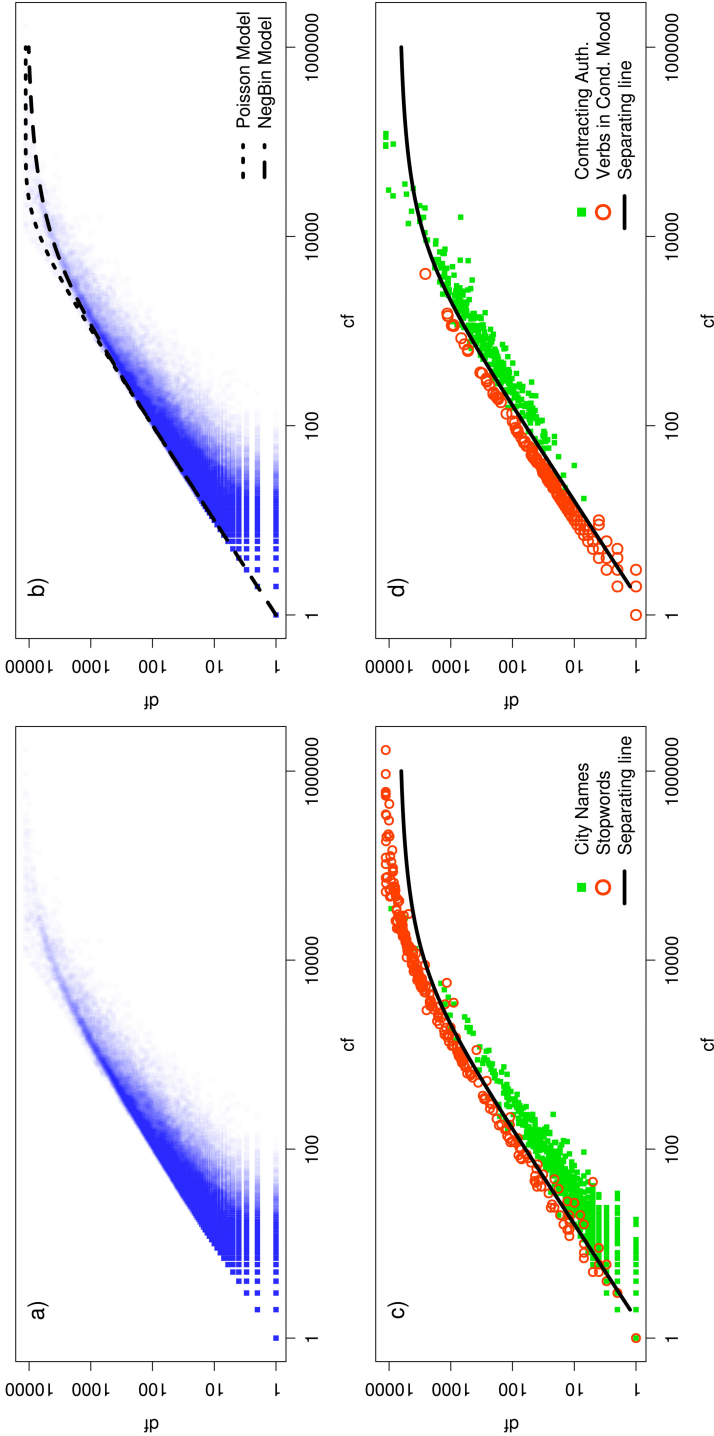 a)
10000
1000
100
10
1
df
1
100
10000
1000000
cf
b)
10000
1000
100
10
1
df
1
100
10000
1000000
cf
Poisson Model
NegBin Model
c)
10000
1000
100
10
1
df
1
100
10000
1000000
cf
City Names
Stopwords
Separating line
d)
10000
1000
100
10
1
df
1
100
10000
1000000
cf
Contracting Auth.
Verbs in Cond. Mood
Separating line